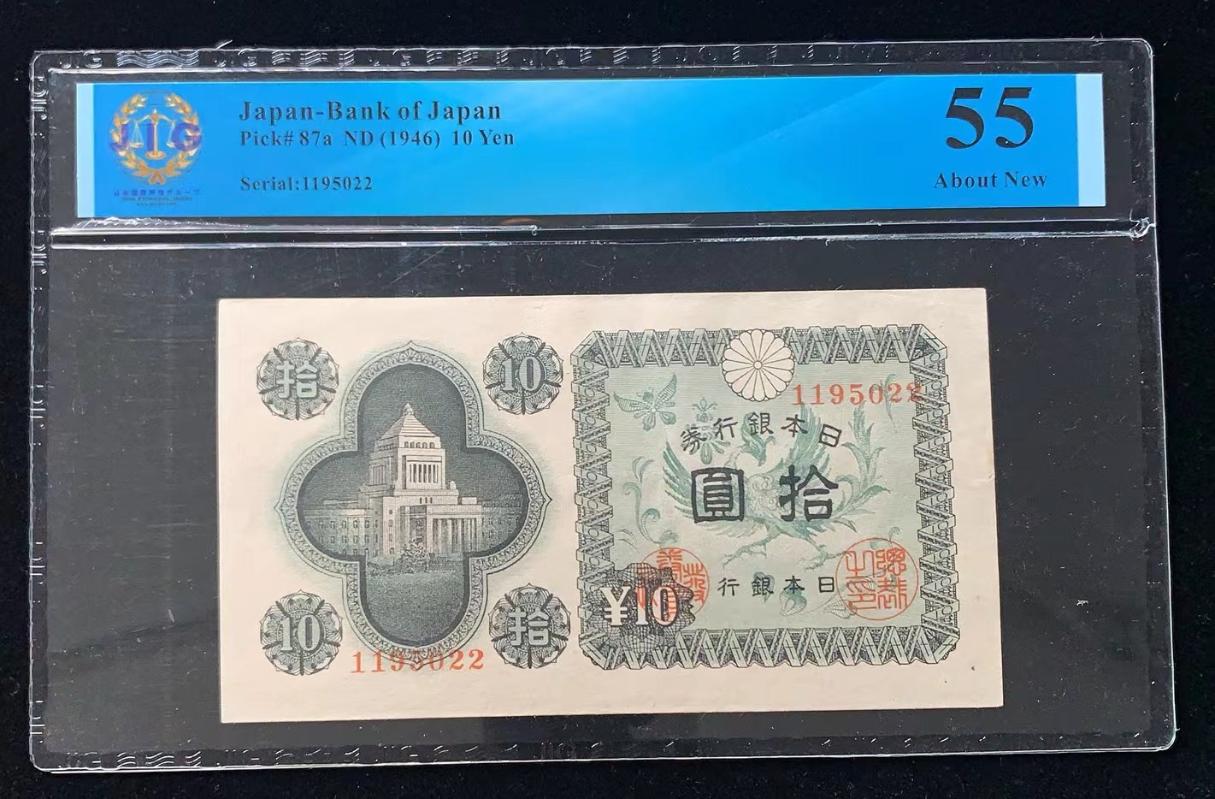 JIG
Japan-Bank of Japan
Pick# 87a ND (1946) 10 Yen
Serial:1195022
55
About New
拾
10
1195022
日本銀行券
拾圓
日本銀行
¥10
10
拾
1195022